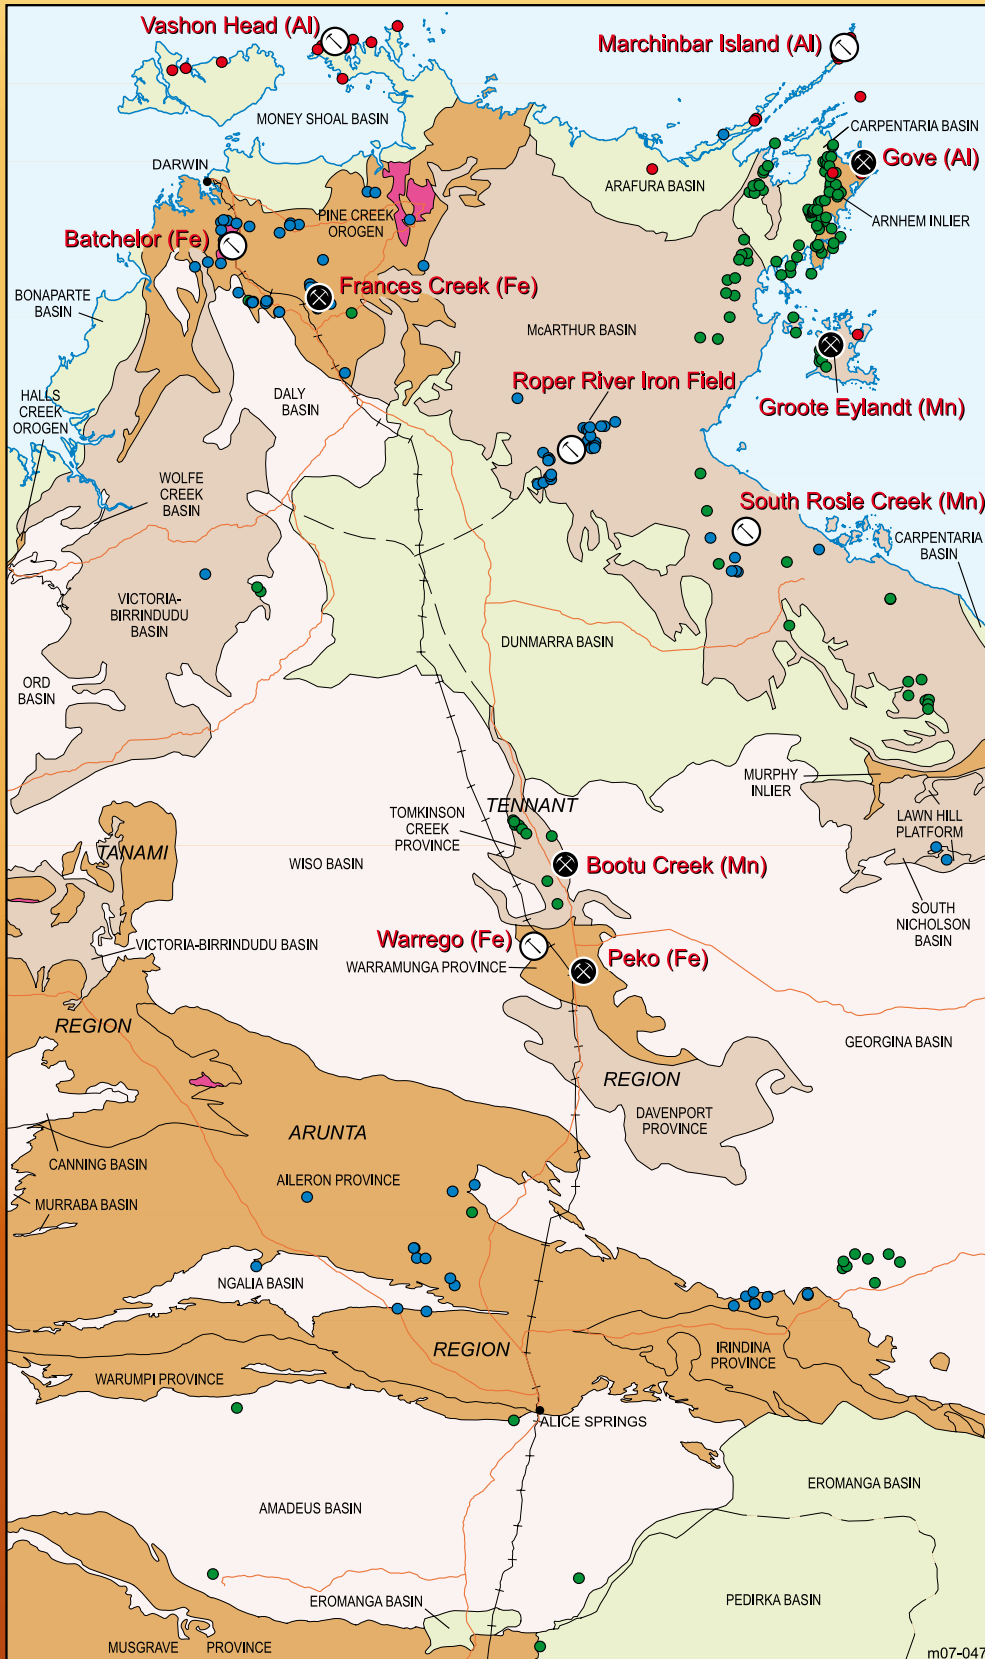 Vashon Head (Al)
Marchinbar Island (Al)
MONEY SHOAL BASIN
CARPENTARIA BASIN
DARWIN
Gove (Al)
ARAFURA BASIN
PINE CREEK
OROGEN
ARNHEM INLIER
Batchelor (Fe)
Frances Creek (Fe)
BONAPARTE
BASIN
McARTHUR BASIN
Roper River Iron Field
HALLS
CREEK
OROGEN
DALY
BASIN
Groote Eylandt (Mn)
WOLFE
CREEK
BASIN
South Rosie Creek (Mn)
CARPENTARIA
BASIN
VICTORIA-
BIRRINDUDU
BASIN
DUNMARRA BASIN
ORD
BASIN
MURPHY
INLIER
TENNANT
TOMKINSON
CREEK
PROVINCE
LAWN HILL
PLATFORM
TANAMI
WISO BASIN
Bootu Creek (Mn)
SOUTH
NICHOLSON
BASIN
VICTORIA-BIRRINDUDU BASIN
Warrego (Fe)
WARRAMUNGA PROVINCE
Peko (Fe)
REGION
GEORGINA BASIN
REGION
DAVENPORT
PROVINCE
ARUNTA
CANNING BASIN
AILERON PROVINCE
MURRABA BASIN
NGALIA BASIN
REGION
IRINDINA
PROVINCE
WARUMPI PROVINCE
ALICE SPRINGS
EROMANGA BASIN
AMADEUS BASIN
EROMANGA BASIN
PEDIRKA BASIN
MUSGRAVE PROVINCE
m07-047